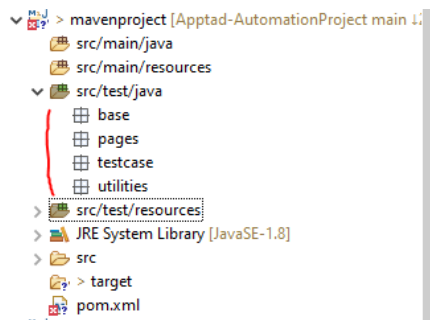 > mavenproject [Apptad-AutomationProject main ↓
src/main/java
src/main/resources
src/test/java
base
pages
testcase
utilities
src/test/resources
JRE System Library [JavaSE-1.8]
src
> target
pom.xml